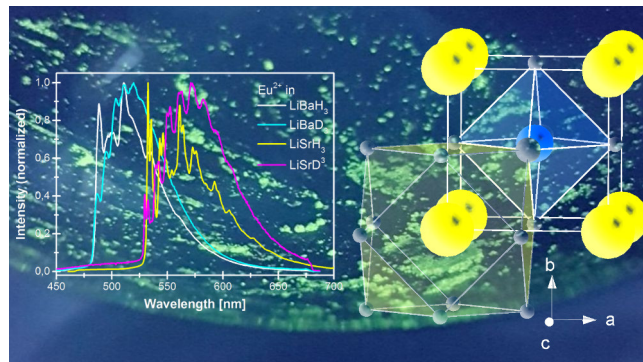 1,0
0,8
0,6
0,4
0,2
0,0
Intensity (normalized)
Eu²⁺ in
LiBaH₃
LiBaD₃
LiSrH₃
LiSrD₃
450 500 550 600 650 700
Wavelength [nm]
b
a
c